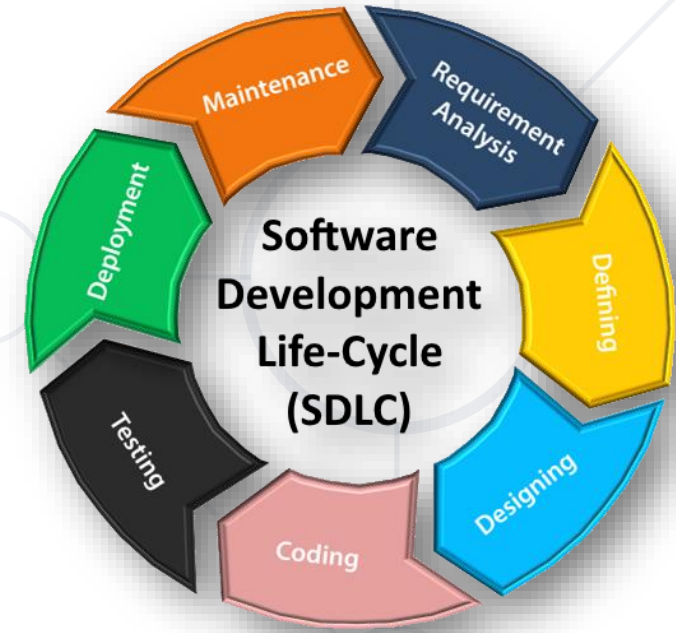 Software
Development
Life-Cycle
(SDLC)
Requirement
Analysis
Defining
Designing
Coding
Testing
Deployment
Maintenance